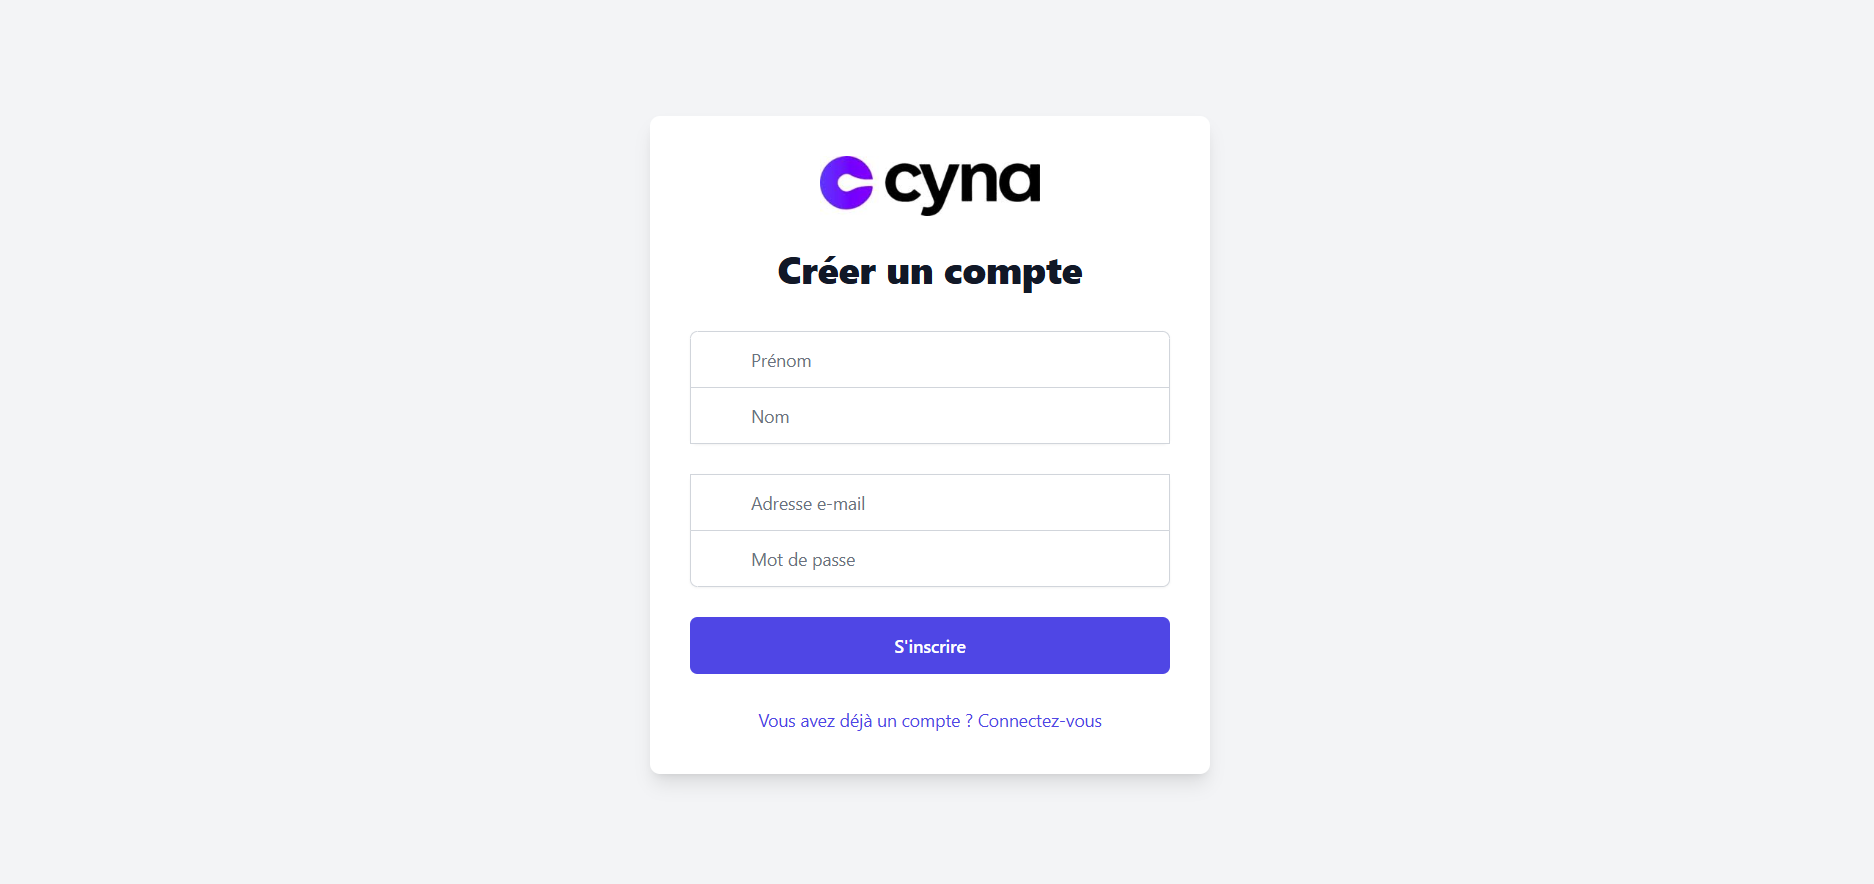 cyna
Créer un compte
Prénom
Nom
Adresse e-mail
Mot de passe
S'inscrire
Vous avez déjà un compte ? Connectez-vous